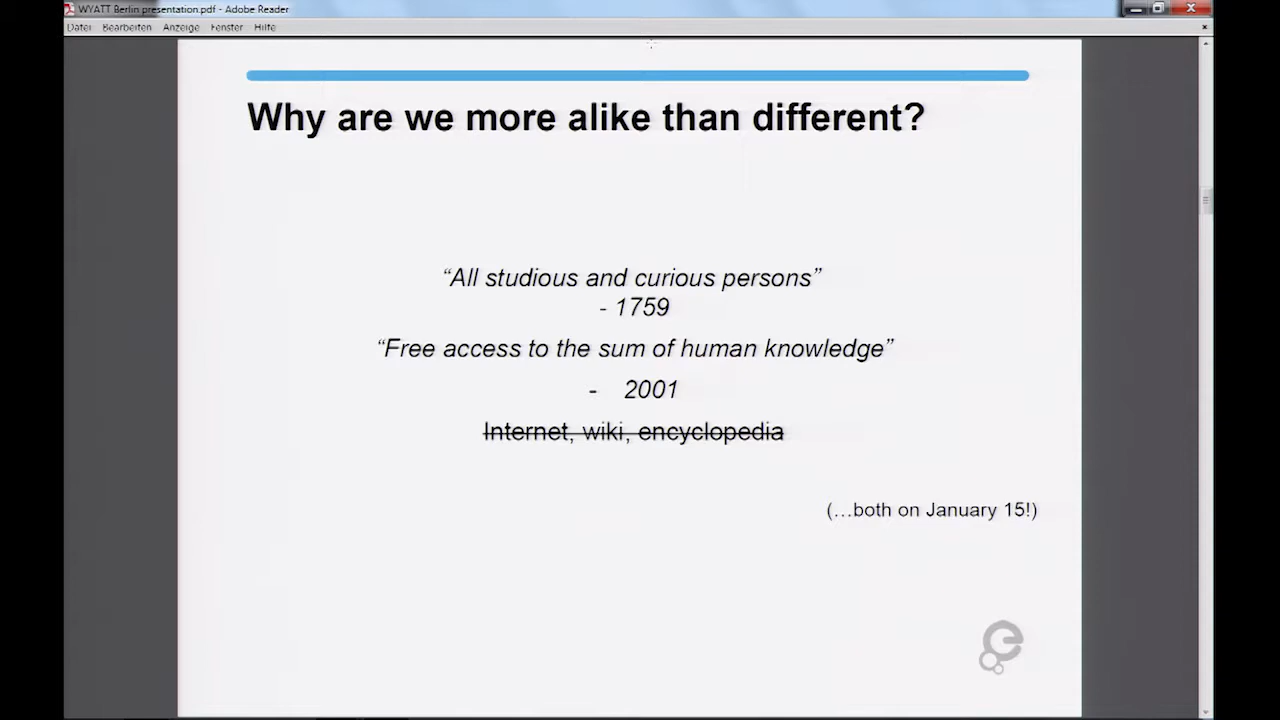 WYATT Berlin presentation.pdf - Adobe Reader
Datei Bearbeiten Anzeige Fenster Hilfe
Why are we more alike than different?
“All studious and curious persons”
- 1759
“Free access to the sum of human knowledge”
- 2001
Internet, wiki, encyclopedia
(…both on January 15!)